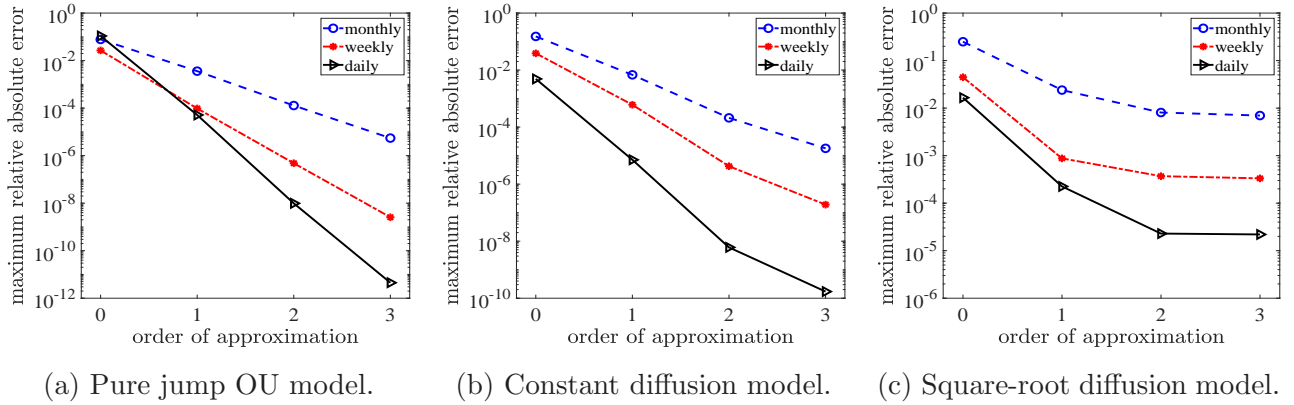 maximum relative absolute error
10^0
10^-2
10^-4
10^-6
10^-8
10^-10
10^-12
0 1 2 3
order of approximation
monthly
weekly
daily
(a) Pure jump OU model.
maximum relative absolute error
10^0
10^-2
10^-4
10^-6
10^-8
10^-10
0 1 2 3
order of approximation
monthly
weekly
daily
(b) Constant diffusion model.
maximum relative absolute error
10^0
10^-1
10^-2
10^-3
10^-4
10^-5
10^-6
0 1 2 3
order of approximation
monthly
weekly
daily
(c) Square-root diffusion model.